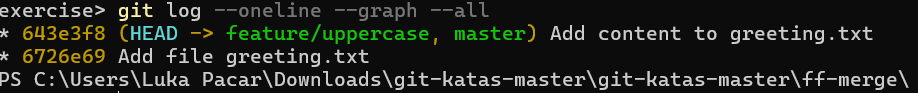 exercise> git log --oneline --graph --all
* 643e3f8 (HEAD -> feature/uppercase, master) Add content to greeting.txt
* 6726e69 Add file greeting.txt
PS C:\Users\Luka Pacar\Downloads\git-katas-master\git-katas-master\ff-merge\